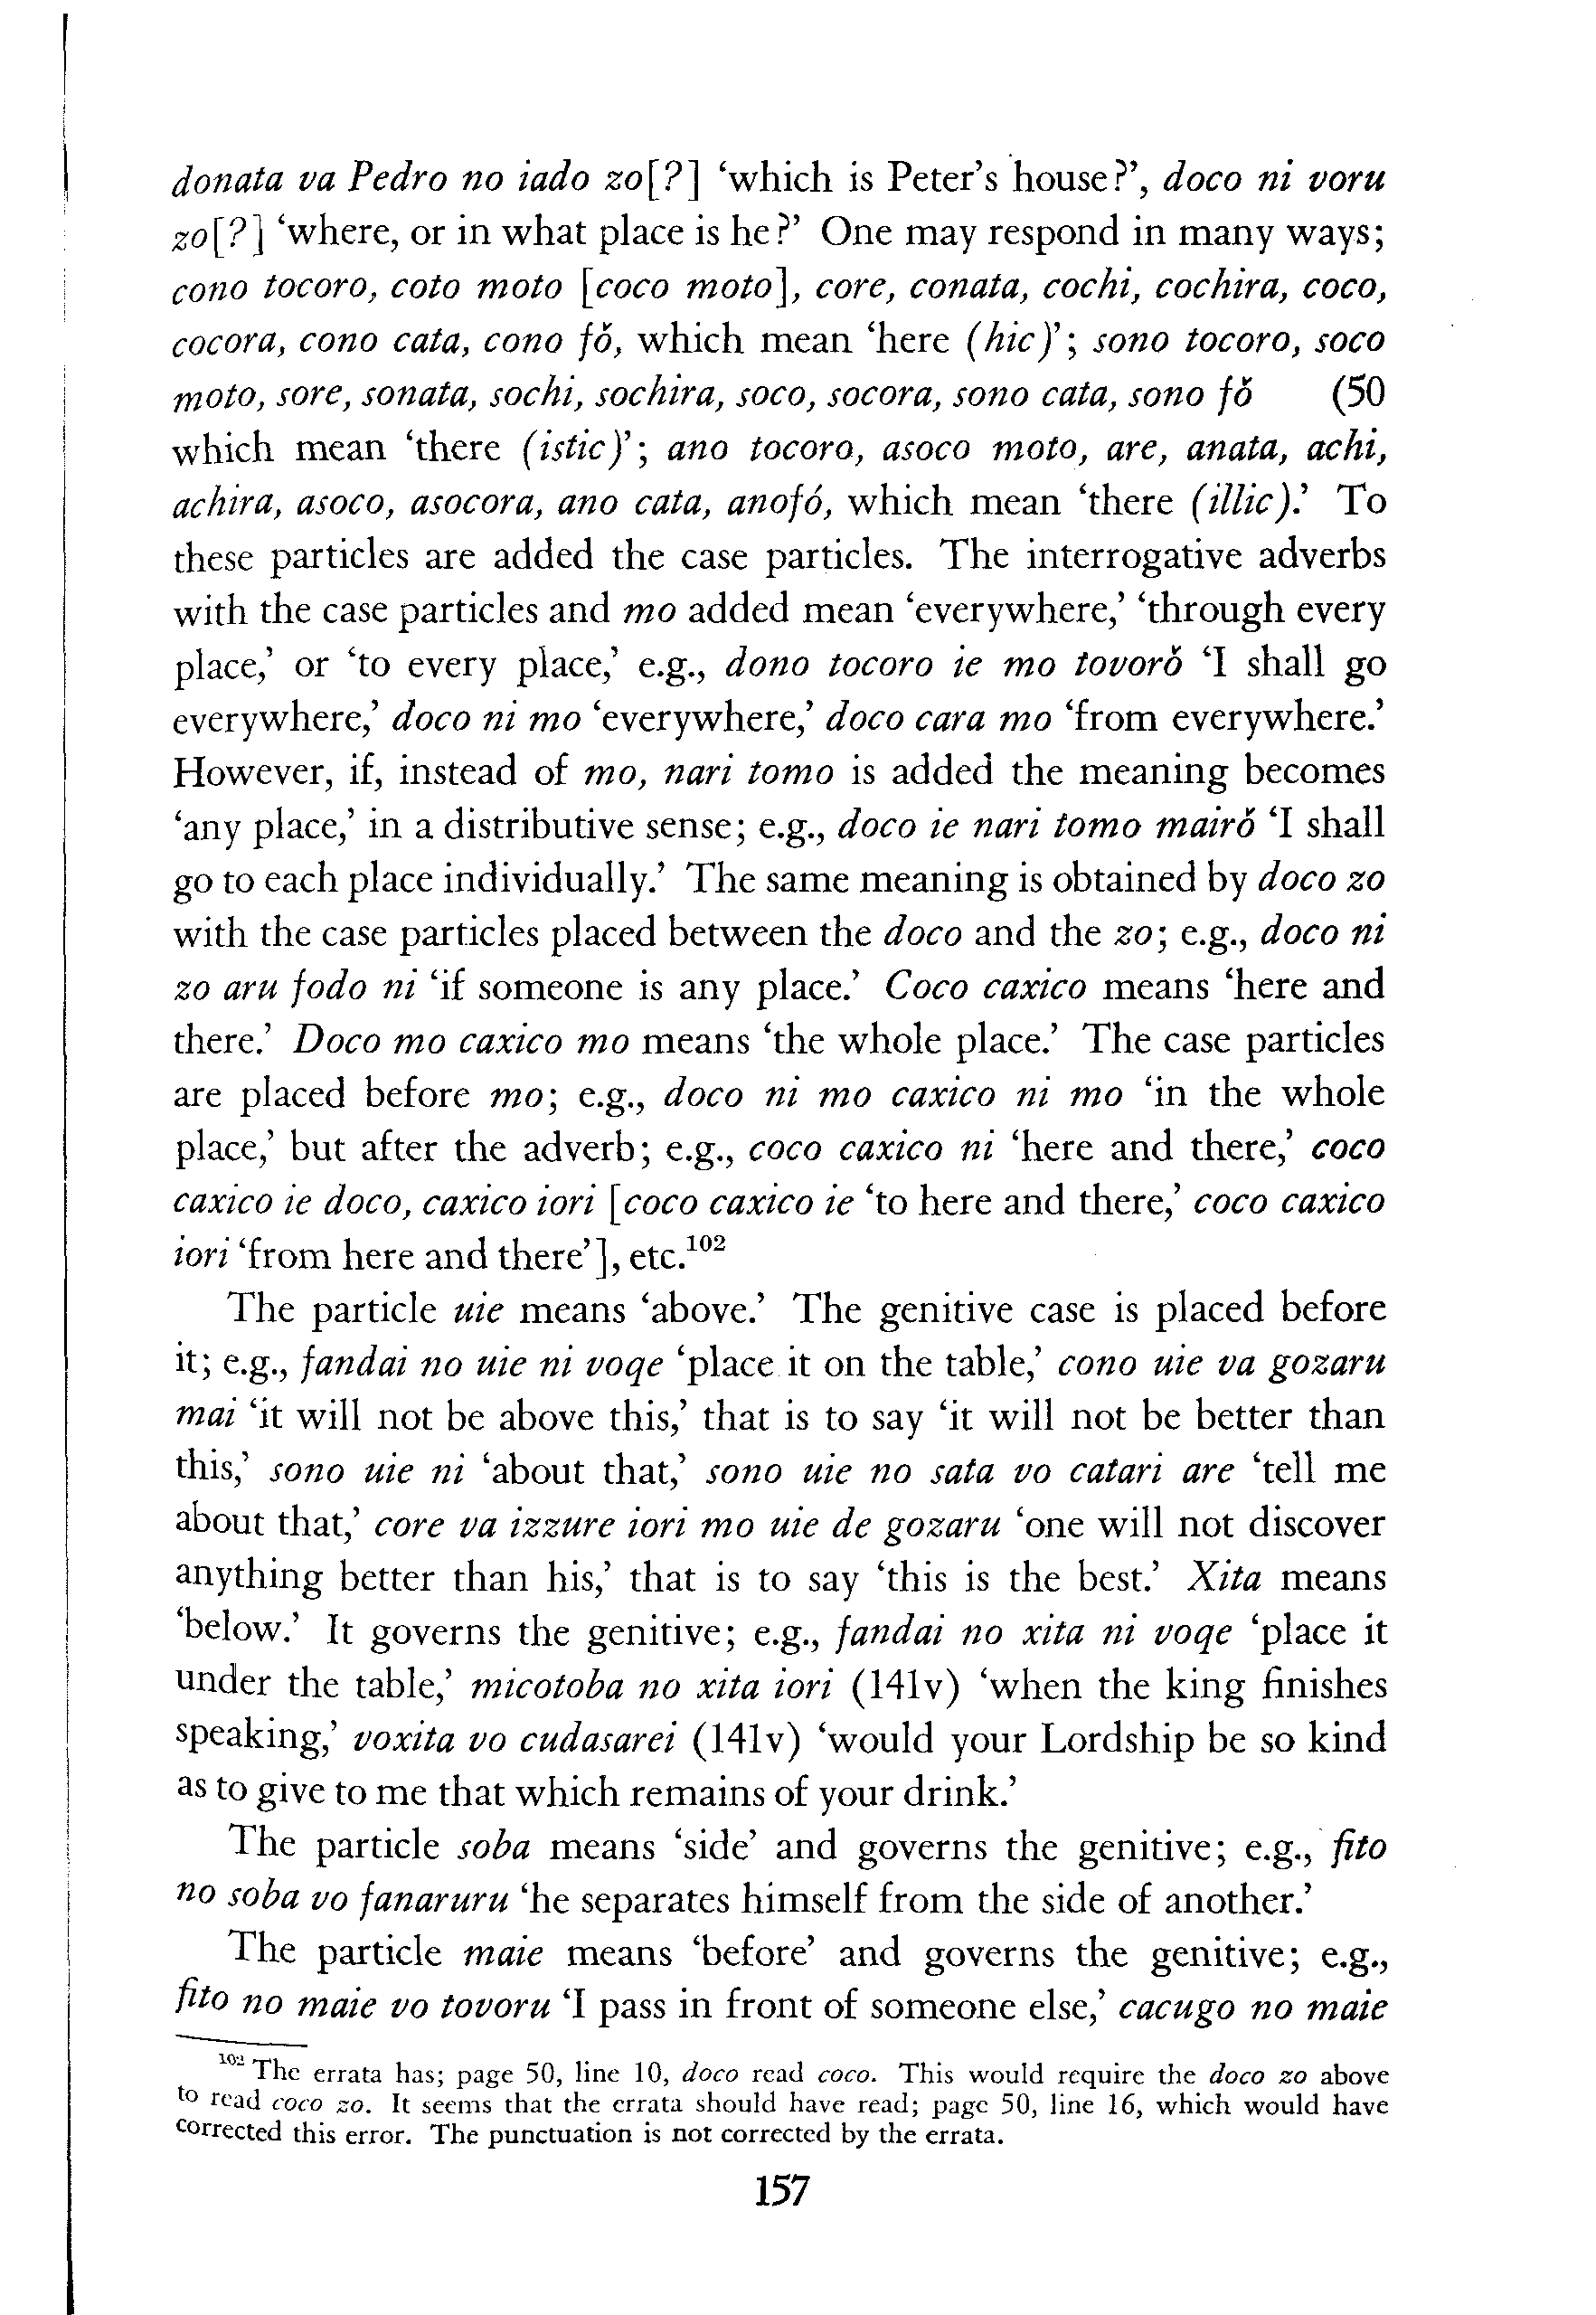 donata va Pedro no iado zo[?] ‘which is Peter’s house?’, doco ni voru
zo[?] ‘where, or in what place is he?’ One may respond in many ways;
cono tocoro, coto moto [coco moto], core, conata, cochi, cochira, coco,
cocora, cono cata, cono fǒ, which mean ‘here (hic)’; sono tocoro, soco
moto, sore, sonata, sochi, sochira, soco, socora, sono cata, sono fǒ (50
which mean ‘there (istic)’; ano tocoro, asoco moto, are, anata, achi,
achira, asoco, asocora, ano cata, anofó, which mean ‘there (illic).’ To
these particles are added the case particles. The interrogative adverbs
with the case particles and mo added mean ‘everywhere,’ ‘through every
place,’ or ‘to every place,’ e.g., dono tocoro ie mo tovorǒ ‘I shall go
everywhere,’ doco ni mo ‘everywhere,’ doco cara mo ‘from everywhere.’
However, if, instead of mo, nari tomo is added the meaning becomes
‘any place,’ in a distributive sense; e.g., doco ie nari tomo mairǒ ‘I shall
go to each place individually.’ The same meaning is obtained by doco zo
with the case particles placed between the doco and the zo; e.g., doco ni
zo aru fodo ni ‘if someone is any place.’ Coco caxico means ‘here and
there.’ Doco mo caxico mo means ‘the whole place.’ The case particles
are placed before mo; e.g., doco ni mo caxico ni mo ‘in the whole
place,’ but after the adverb; e.g., coco caxico ni ‘here and there,’ coco
caxico ie doco, caxico iori [coco caxico ie ‘to here and there,’ coco caxico
iori ‘from here and there’], etc.¹⁰²
The particle uie means ‘above.’ The genitive case is placed before
it; e.g., fandai no uie ni voqe ‘place it on the table,’ cono uie va gozaru
mai ‘it will not be above this,’ that is to say ‘it will not be better than
this,’ sono uie ni ‘about that,’ sono uie no sata vo catari are ‘tell me
about that,’ core va izzure iori mo uie de gozaru ‘one will not discover
anything better than his,’ that is to say ‘this is the best.’ Xita means
‘below.’ It governs the genitive; e.g., fandai no xita ni voqe ‘place it
under the table,’ micotoba no xita iori (141v) ‘when the king finishes
speaking,’ voxita vo cudasarei (141v) ‘would your Lordship be so kind
as to give to me that which remains of your drink.’
The particle soba means ‘side’ and governs the genitive; e.g., fito
no soba vo fanaruru ‘he separates himself from the side of another.’
The particle maie means ‘before’ and governs the genitive; e.g.,
fito no maie vo tovoru ‘I pass in front of someone else,’ cacugo no maie
¹⁰² The errata has; page 50, line 10, doco read coco. This would require the doco zo above
to read coco zo. It seems that the errata should have read; page 50, line 16, which would have
corrected this error. The punctuation is not corrected by the errata.
157